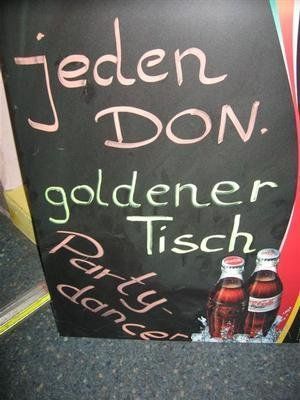 jeden
DON.
goldener
Tisch
Party-
dancer